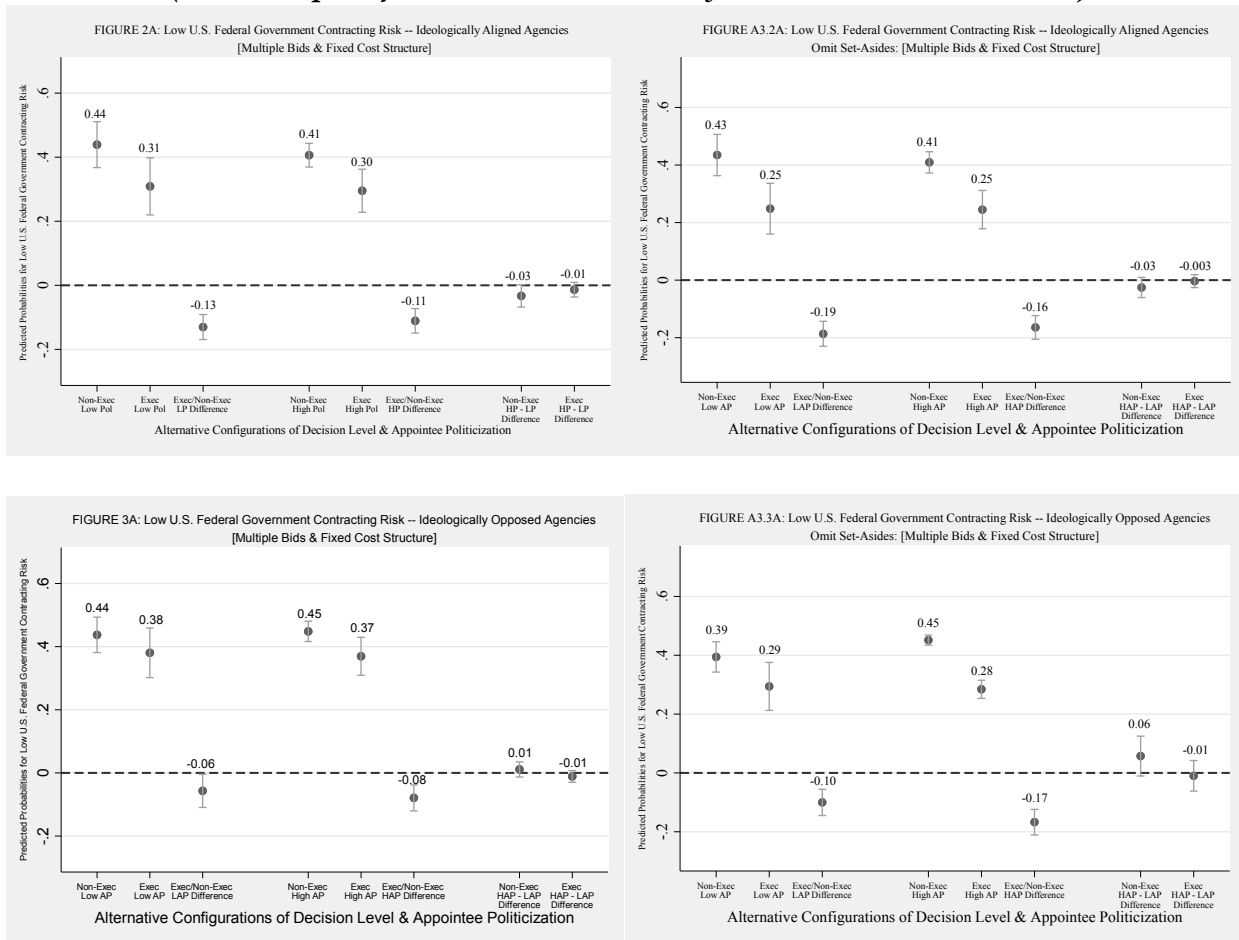 FIGURE 2A: Low U.S. Federal Government Contracting Risk -- Ideologically Aligned Agencies
[Multiple Bids & Fixed Cost Structure]
Predicted Probabilities for Low U.S. Federal Government Contracting Risk
.6
.4
.2
0
-.2
0.44
0.31
-0.13
0.41
0.30
-0.11
-0.03
-0.01
Non-Exec Low Pol
Exec Low Pol
Exec/Non-Exec LP Difference
Non-Exec High Pol
Exec High Pol
Exec/Non-Exec HP Difference
Non-Exec HP - LP Difference
Exec HP - LP Difference
Alternative Configurations of Decision Level & Appointee Politicization
FIGURE A3.2A: Low U.S. Federal Government Contracting Risk -- Ideologically Aligned Agencies
Omit Set-Asides: [Multiple Bids & Fixed Cost Structure]
Predicted Probabilities for Low U.S. Federal Government Contracting Risk
.6
.4
.2
0
-.2
0.43
0.25
-0.19
0.41
0.25
-0.16
-0.03
-0.003
Non-Exec Low AP
Exec Low AP
Exec/Non-Exec LAP Difference
Non-Exec High AP
Exec High AP
Exec/Non-Exec HAP Difference
Non-Exec HAP - LAP Difference
Exec HAP - LAP Difference
Alternative Configurations of Decision Level & Appointee Politicization
FIGURE 3A: Low U.S. Federal Government Contracting Risk -- Ideologically Opposed Agencies
[Multiple Bids & Fixed Cost Structure]
Predicted Probabilities for Low U.S. Federal Government Contracting Risk
.6
.4
.2
0
-.2
0.44
0.38
-0.06
0.45
0.37
-0.08
0.01
-0.01
Non-Exec Low AP
Exec Low AP
Exec/Non-Exec LAP Difference
Non-Exec High AP
Exec High AP
Exec/Non-Exec HAP Difference
Non-Exec HAP - LAP Difference
Exec HAP - LAP Difference
Alternative Configurations of Decision Level & Appointee Politicization
FIGURE A3.3A: Low U.S. Federal Government Contracting Risk -- Ideologically Opposed Agencies
Omit Set-Asides: [Multiple Bids & Fixed Cost Structure]
Predicted Probabilities for Low U.S. Federal Government Contracting Risk
.6
.4
.2
0
-.2
0.39
0.29
-0.10
0.45
0.28
-0.17
0.06
-0.01
Non-Exec Low AP
Exec Low AP
Exec/Non-Exec LAP Difference
Non-Exec High AP
Exec High AP
Exec/Non-Exec HAP Difference
Non-Exec HAP - LAP Difference
Exec HAP - LAP Difference
Alternative Configurations of Decision Level & Appointee Politicization